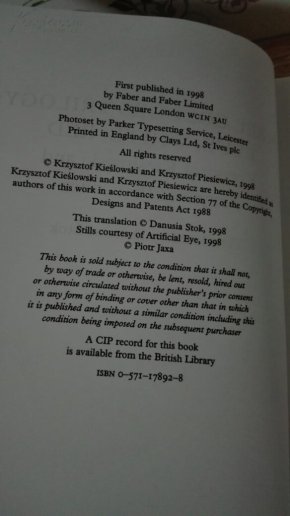 First published in 1998
by Faber and Faber Limited
3 Queen Square London WC1N 3AU
Photoset by Parker Typesetting Service, Leicester
Printed in England by Clays Ltd, St Ives plc
All rights reserved
© Krzysztof Kieślowski and Krzysztof Piesiewicz, 1998
Krzysztof Kieślowski and Krzysztof Piesiewicz are hereby identified as
authors of this work in accordance with Section 77 of the Copyright,
Designs and Patents Act 1988
This translation © Danusia Stok, 1998
Stills courtesy of Artificial Eye, 1998
© Piotr Jaxa
This book is sold subject to the condition that it shall not,
by way of trade or otherwise, be lent, resold, hired out
or otherwise circulated without the publisher's prior consent
in any form of binding or cover other than that in which
it is published and without a similar condition including this
condition being imposed on the subsequent purchaser
A CIP record for this book
is available from the British Library
ISBN 0-571-17892-8